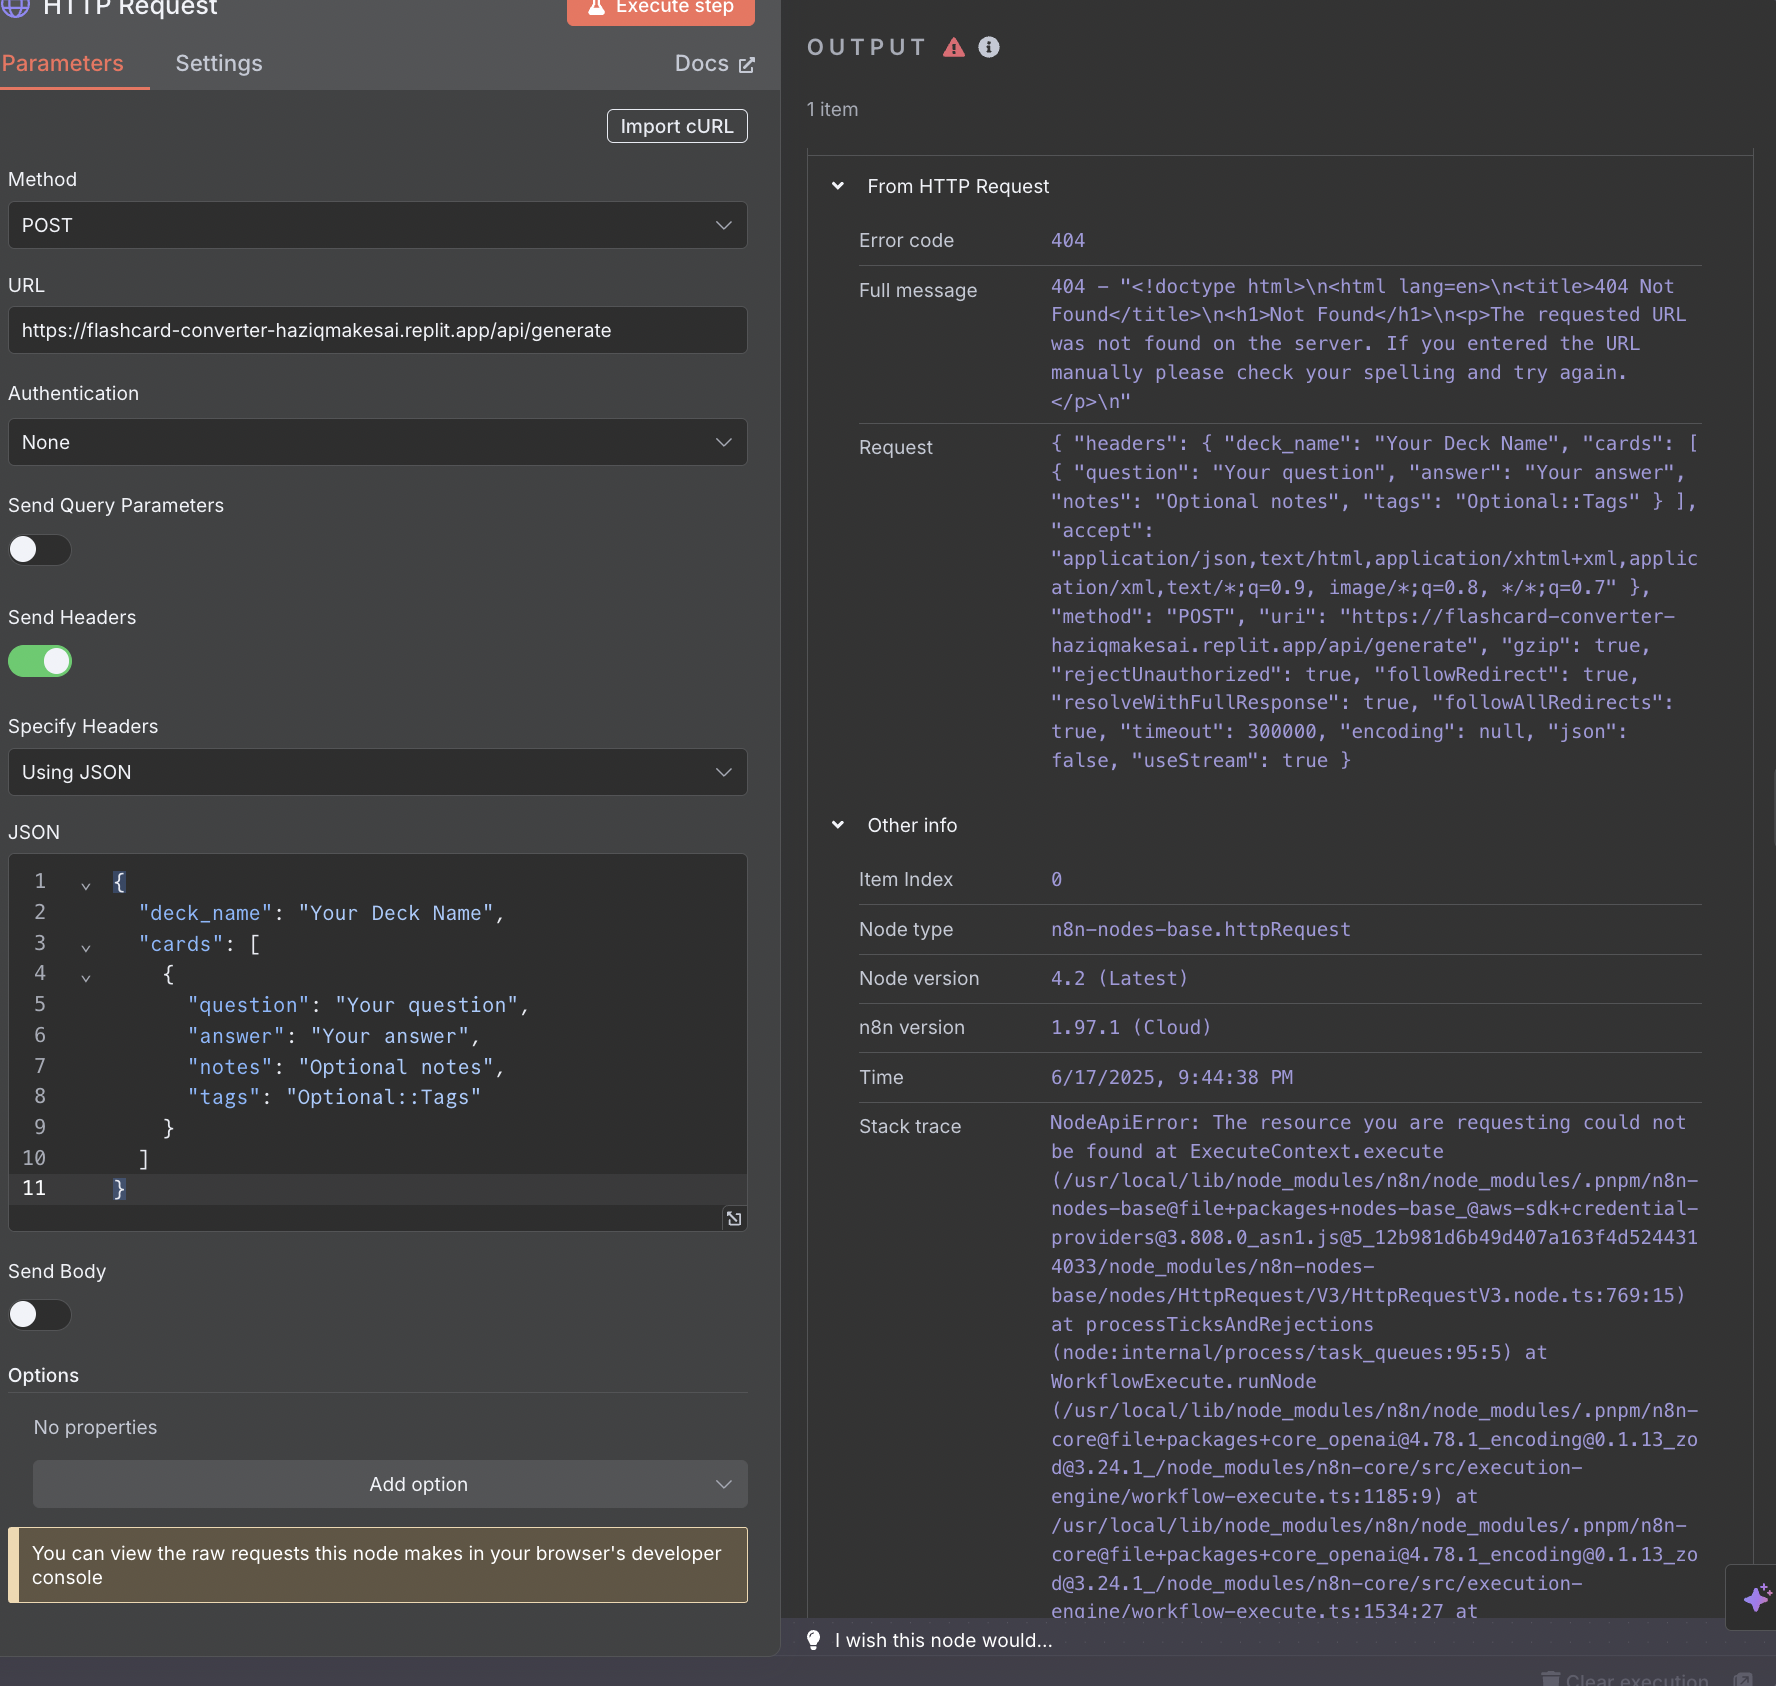 HTTP Request
Execute step
Parameters
Settings
Docs
Import cURL
Method
POST
URL
https://flashcard-converter-haziqmakesai.replit.app/api/generate
Authentication
None
Send Query Parameters
Send Headers
Specify Headers
Using JSON
JSON
1 {
2 "deck_name": "Your Deck Name",
3 "cards": [
4 {
5 "question": "Your question",
6 "answer": "Your answer",
7 "notes": "Optional notes",
8 "tags": "Optional::Tags"
9 }
10 ]
11 }
Send Body
Options
No properties
Add option
You can view the raw requests this node makes in your browser's developer
console
OUTPUT
1 item
From HTTP Request
Error code
404
Full message
404 - "<!doctype html>\n<html lang=en>\n<title>404 Not
Found</title>\n<h1>Not Found</h1>\n<p>The requested URL
was not found on the server. If you entered the URL
manually please check your spelling and try again.
</p>\n"
Request
{ "headers": { "deck_name": "Your Deck Name", "cards": [
{ "question": "Your question", "answer": "Your answer",
"notes": "Optional notes", "tags": "Optional::Tags" } ],
"accept":
"application/json,text/html,application/xhtml+xml,applic
ation/xml,text/*;q=0.9, image/*;q=0.8, */*;q=0.7" },
"method": "POST", "uri": "https://flashcard-converter-
haziqmakesai.replit.app/api/generate", "gzip": true,
"rejectUnauthorized": true, "followRedirect": true,
"resolveWithFullResponse": true, "followAllRedirects":
true, "timeout": 300000, "encoding": null, "json":
false, "useStream": true }
Other info
Item Index
0
Node type
n8n-nodes-base.httpRequest
Node version
4.2 (Latest)
n8n version
1.97.1 (Cloud)
Time
6/17/2025, 9:44:38 PM
Stack trace
NodeApiError: The resource you are requesting could not
be found at ExecuteContext.execute
(/usr/local/lib/node_modules/n8n/node_modules/.pnpm/n8n-
nodes-base@file+packages+nodes-base_@aws-sdk+credential-
providers@3.808.0_asn1.js@5_12b981d6b49d407a163f4d524431
4033/node_modules/n8n-nodes-
base/nodes/HttpRequest/V3/HttpRequestV3.node.ts:769:15)
at processTicksAndRejections
(node:internal/process/task_queues:95:5) at
WorkflowExecute.runNode
(/usr/local/lib/node_modules/n8n/node_modules/.pnpm/n8n-
core@file+packages+core_openai@4.78.1_encoding@0.1.13_zo
d@3.24.1_/node_modules/n8n-core/src/execution-
engine/workflow-execute.ts:1185:9) at
/usr/local/lib/node_modules/n8n/node_modules/.pnpm/n8n-
core@file+packages+core_openai@4.78.1_encoding@0.1.13_zo
d@3.24.1_/node_modules/n8n-core/src/execution-
engine/workflow-execute.ts:1534:27 at
I wish this node would...
Clear execution